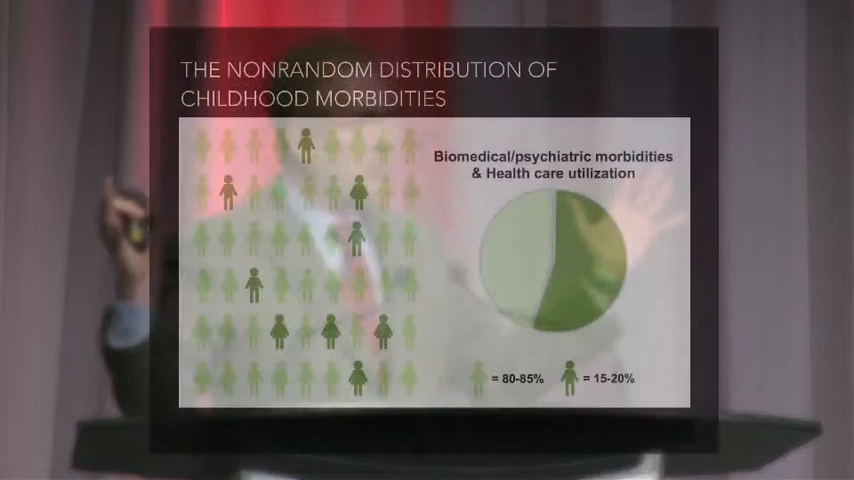 THE NONRANDOM DISTRIBUTION OF
CHILDHOOD MORBIDITIES
Biomedical/psychiatric morbidities
& Health care utilization
= 80-85%
= 15-20%